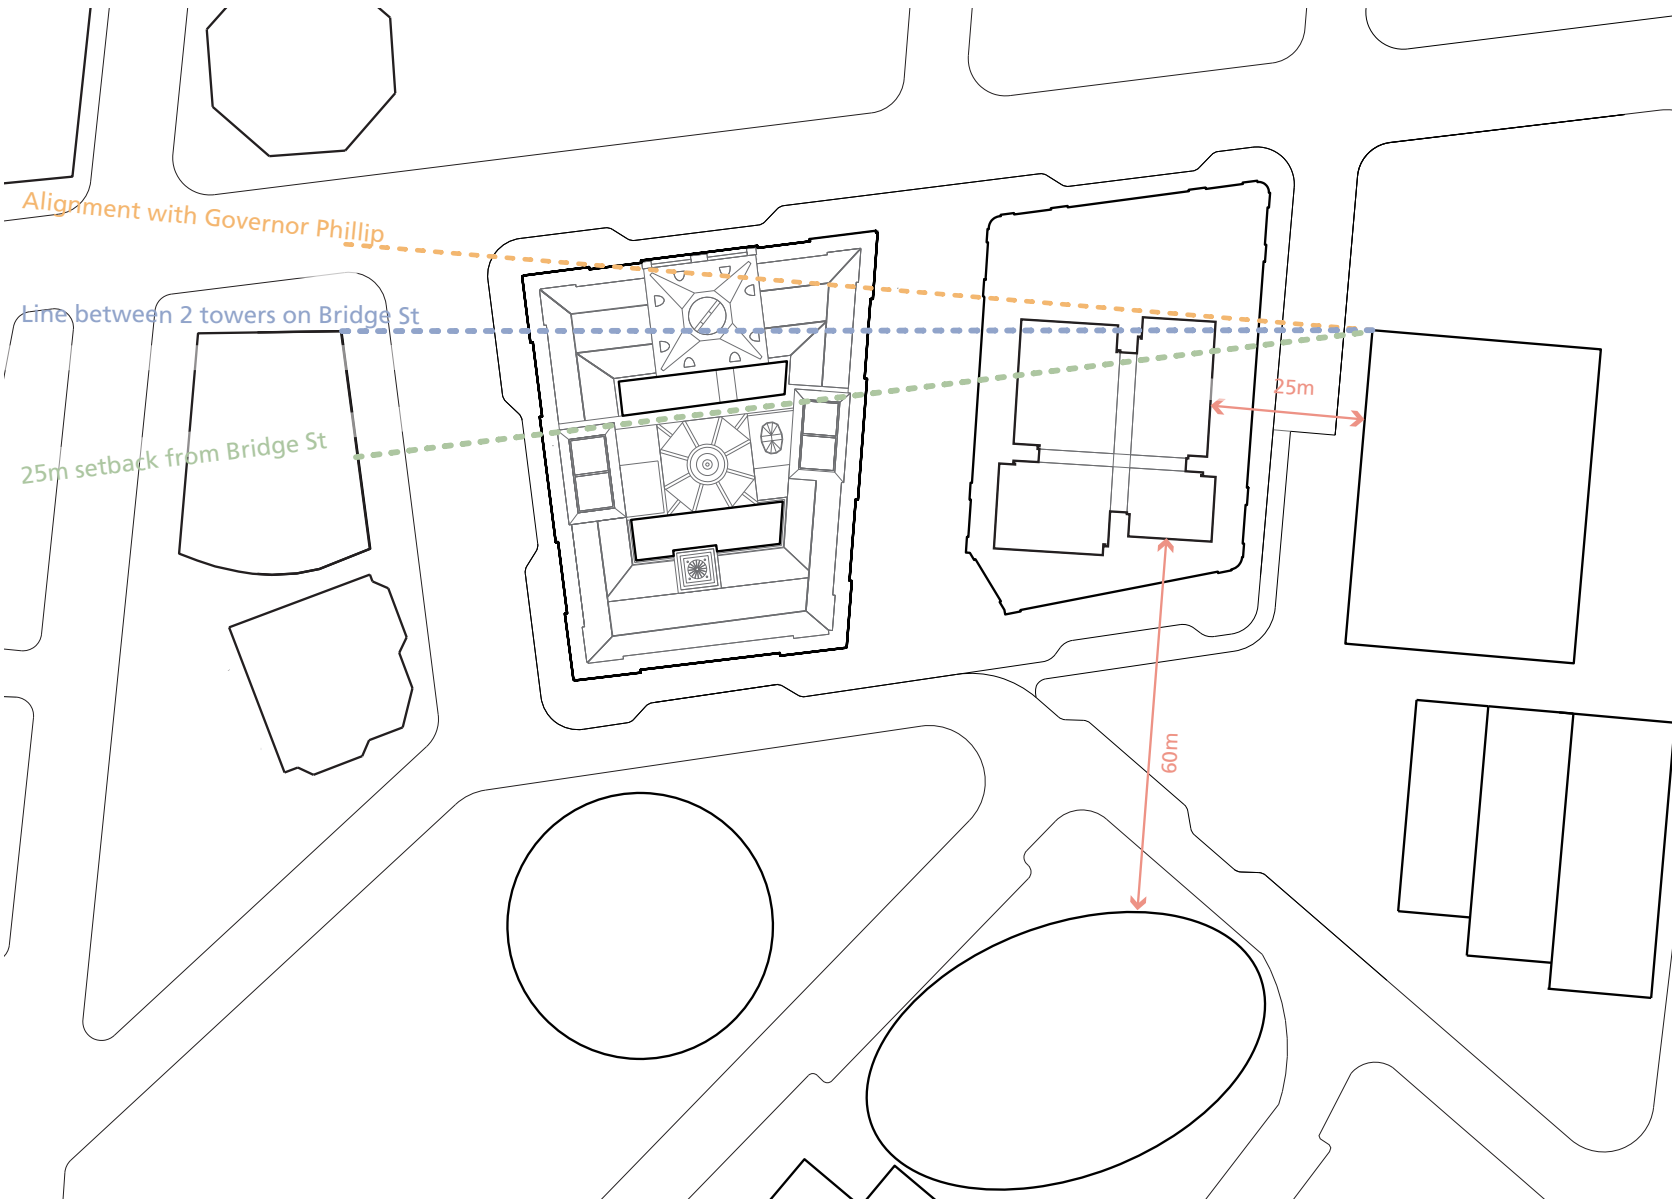 Alignment with Governor Phillip
Line between 2 towers on Bridge St
25m
25m setback from Bridge St
60m